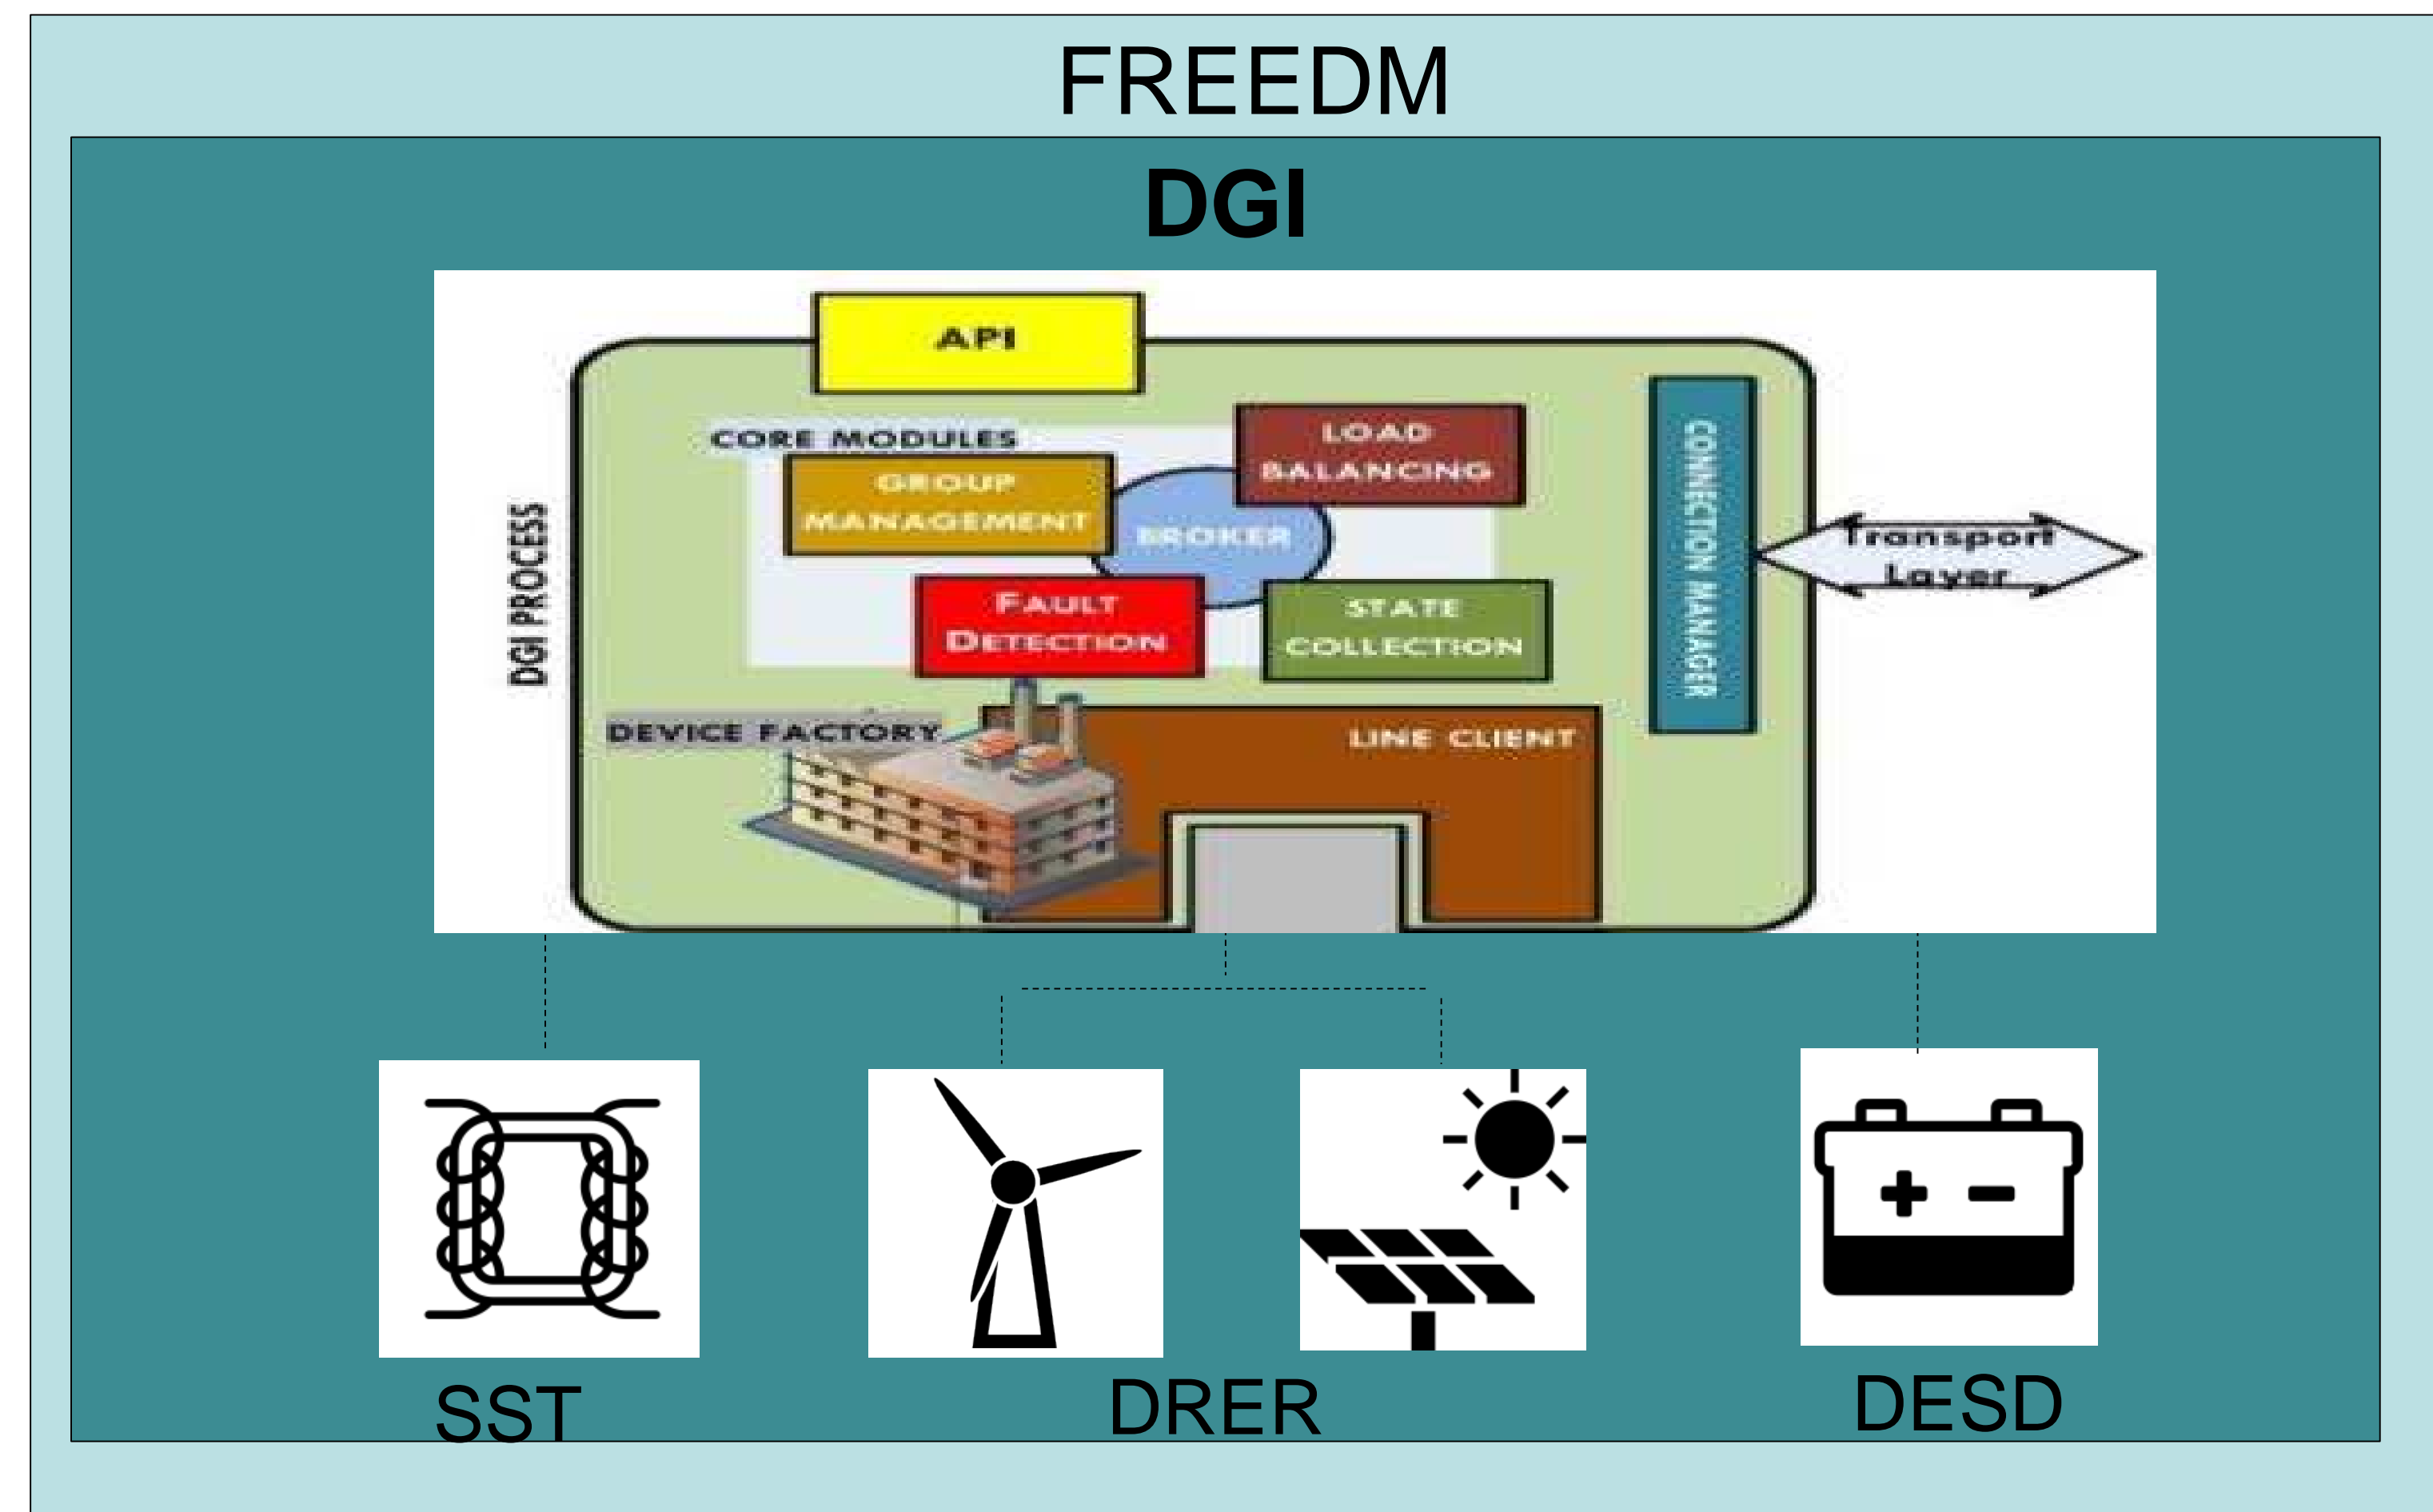 FREEDM
DGI
API
CORE MODULES
LOAD
BALANCING
GROUP
MANAGEMENT
BROKER
FAULT
DETECTION
STATE
COLLECTION
CONNECTION MANAGER
Transport
Layer
DGI PROCESS
DEVICE FACTORY
LINE CLIENT
SST
DRER
DESD